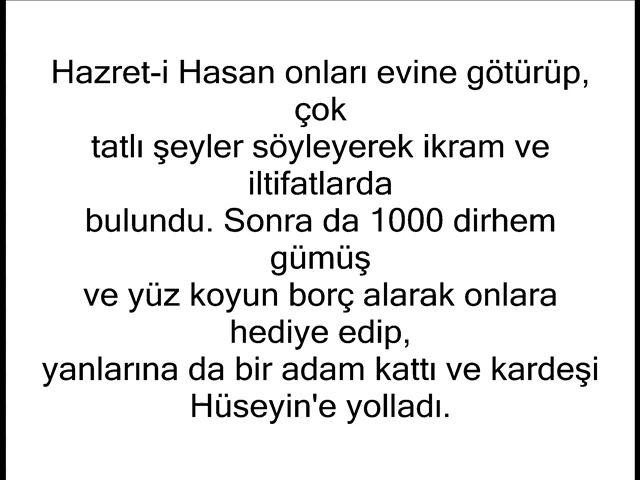 Hazret-i Hasan onları evine götürüp,
çok
tatlı şeyler söyleyerek ikram ve
iltifatlarda
bulundu. Sonra da 1000 dirhem
gümüş
ve yüz koyun borç alarak onlara
hediye edip,
yanlarına da bir adam kattı ve kardeşi
Hüseyin'e yolladı.